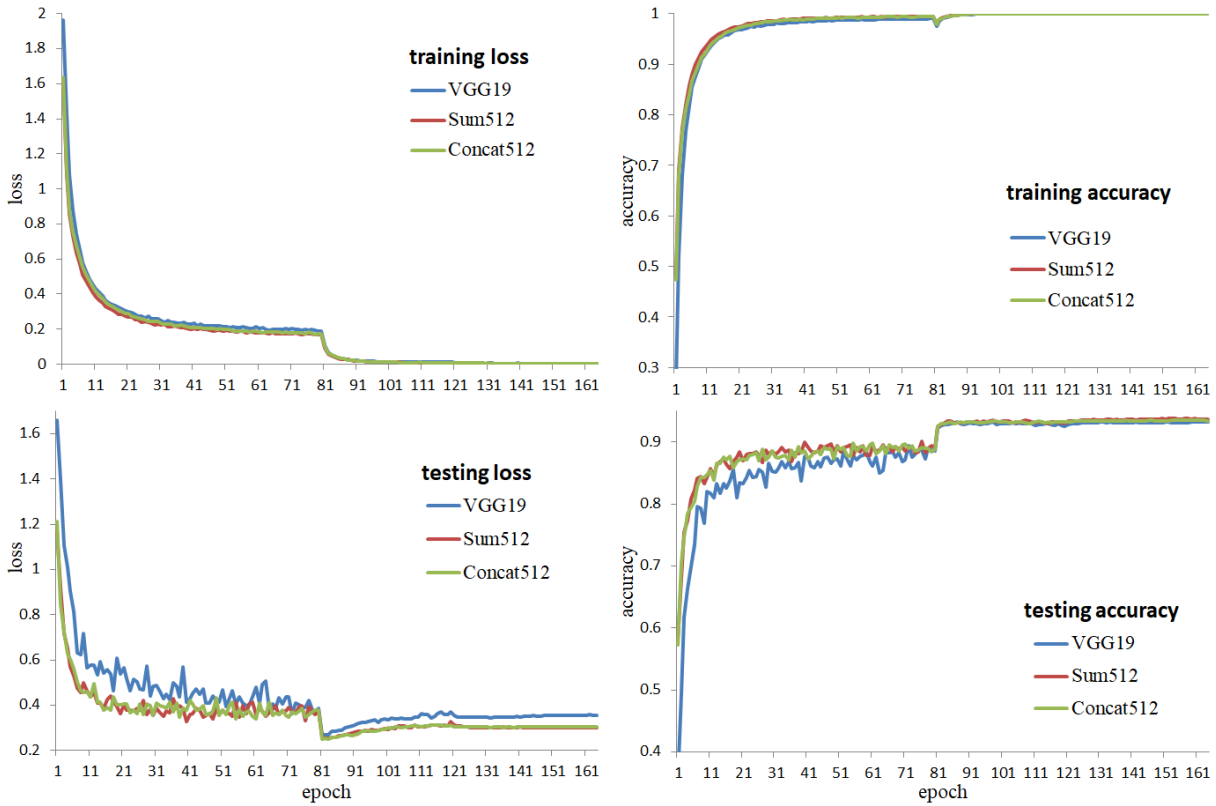 2
1.8
1.6
1.4
1.2
1
0.8
0.6
0.4
0.2
0
loss
training loss
VGG19
Sum512
Concat512
1 11 21 31 41 51 61 71 81 91 101 111 121 131 141 151 161
1
0.9
0.8
0.7
0.6
0.5
0.4
0.3
accuracy
training accuracy
VGG19
Sum512
Concat512
1 11 21 31 41 51 61 71 81 91 101 111 121 131 141 151 161
1.6
1.4
1.2
1
0.8
0.6
0.4
0.2
loss
testing loss
VGG19
Sum512
Concat512
1 11 21 31 41 51 61 71 81 91 101 111 121 131 141 151 161
epoch
0.9
0.8
0.7
0.6
0.5
0.4
accuracy
testing accuracy
VGG19
Sum512
Concat512
1 11 21 31 41 51 61 71 81 91 101 111 121 131 141 151 161
epoch